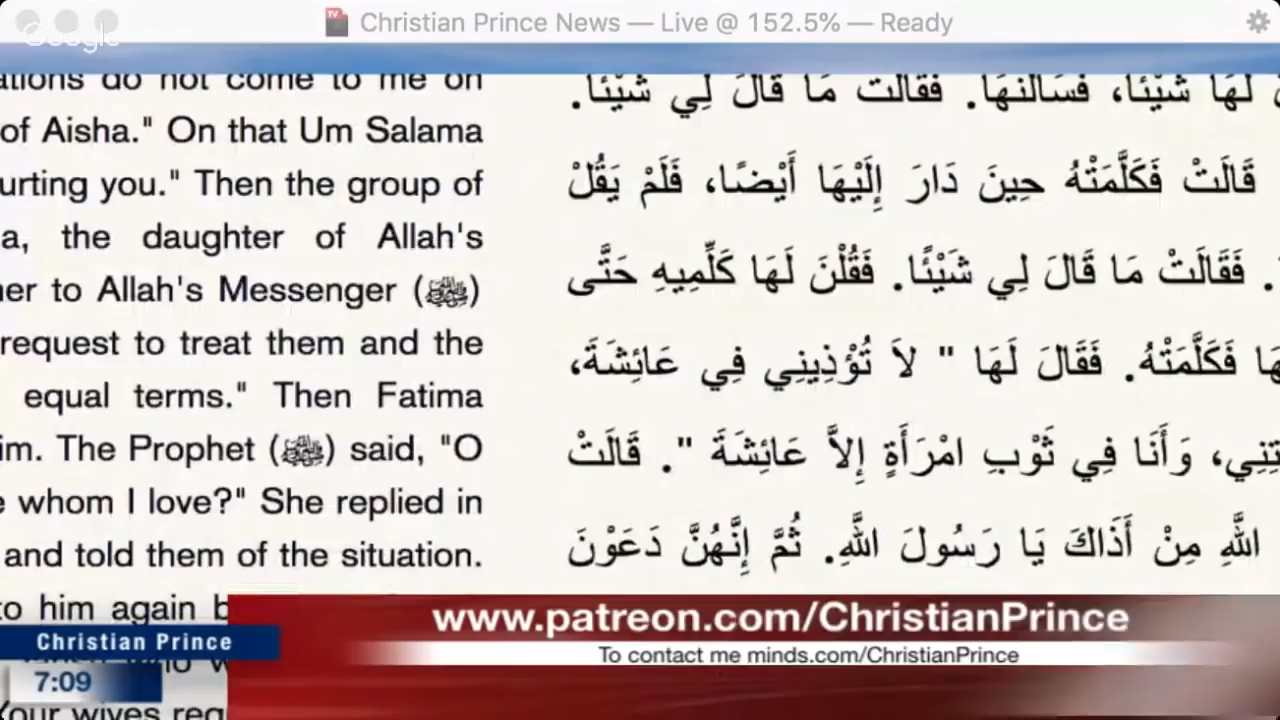 Christian Prince News — Live @ 152.5% — Ready
Google
ations do not come to me on
of Aisha." On that Um Salama
urting you." Then the group of
a, the daughter of Allah's
er to Allah's Messenger (ﷺ)
request to treat them and the
equal terms." Then Fatima
im. The Prophet (ﷺ) said, "O
e whom I love?" She replied in
and told them of the situation.
to him again b
Your wives req
لَهَا شَيْئًا، فَسَأَلْنَهَا‏.‏ فَقَالَتْ مَا قَالَ لِي شَيْئًا‏.‏
قَالَتْ فَكَلَّمَتْهُ حِينَ دَارَ إِلَيْهَا أَيْضًا، فَلَمْ يَقُلْ
‏.‏ فَقَالَتْ مَا قَالَ لِي شَيْئًا‏.‏ فَقُلْنَ لَهَا كَلِّمِيهِ حَتَّى
هَا فَكَلَّمَتْهُ‏.‏ فَقَالَ لَهَا ‏"‏ لاَ تُؤْذِينِي فِي عَائِشَةَ،
تِنِي، وَأَنَا فِي ثَوْبِ امْرَأَةٍ إِلاَّ عَائِشَةَ ‏"‏‏.‏ قَالَتْ
اللَّهِ مِنْ أَذَاكَ يَا رَسُولَ اللَّهِ‏.‏ ثُمَّ إِنَّهُنَّ دَعَوْنَ
www.patreon.com/ChristianPrince
To contact me minds.com/ChristianPrince
Christian Prince
7:09